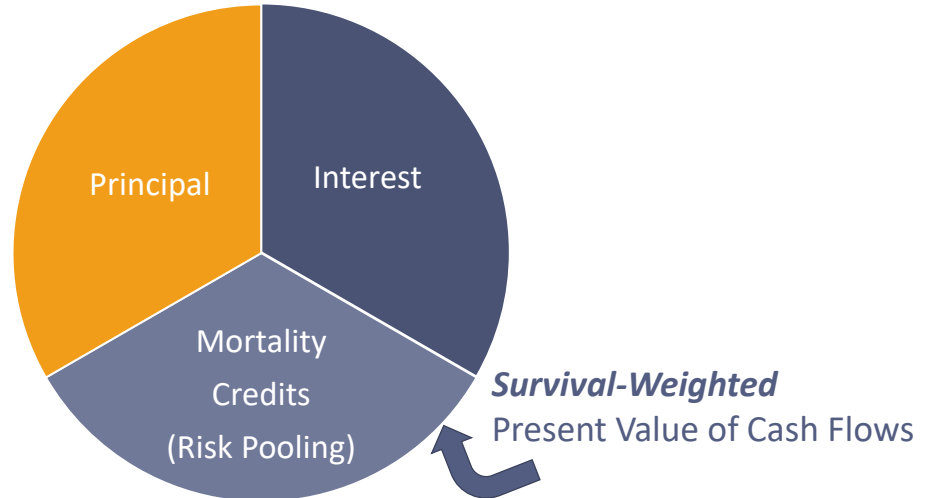 Principal
Interest
Mortality
Credits
(Risk Pooling)
Survival-Weighted
Present Value of Cash Flows